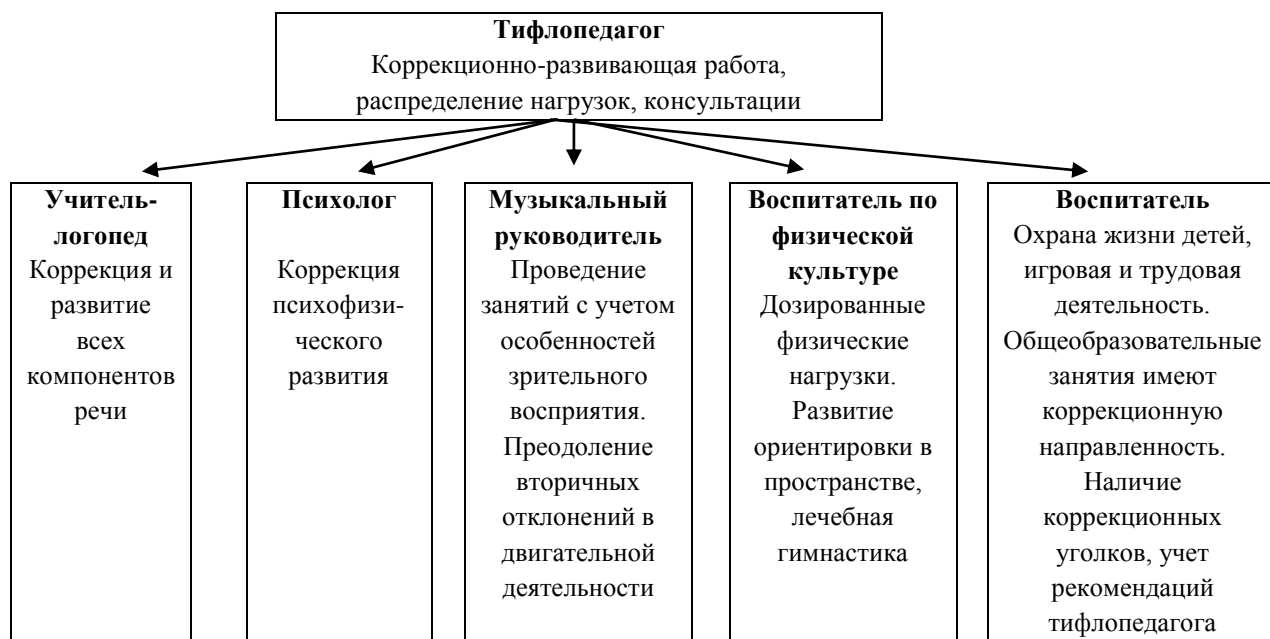 Тифлопедагог
Коррекционно-развивающая работа,
распределение нагрузок, консультации
Учитель-
логопед
Коррекция и
развитие
всех
компонентов
речи
Психолог
Коррекция
психофизи-
ческого
развития
Музыкальный
руководитель
Проведение
занятий с учетом
особенностей
зрительного
восприятия.
Преодоление
вторичных
отклонений в
двигательной
деятельности
Воспитатель по
физической
культуре
Дозированные
физические
нагрузки.
Развитие
ориентировки в
пространстве,
лечебная
гимнастика
Воспитатель
Охрана жизни детей,
игровая и трудовая
деятельность.
Общеобразовательные
занятия имеют
коррекционную
направленность.
Наличие
коррекционных
уголков, учет
рекомендаций
тифлопедагога